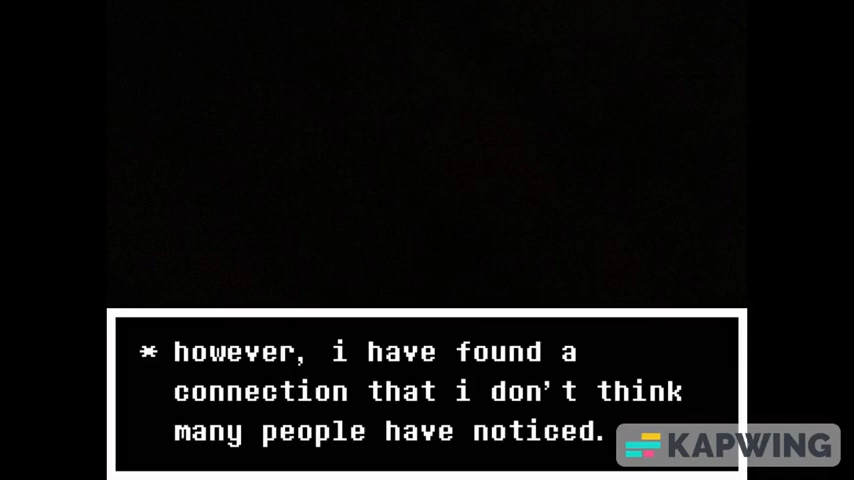 * however, i have found a
connection that i don't think
many people have noticed.
KAPWING